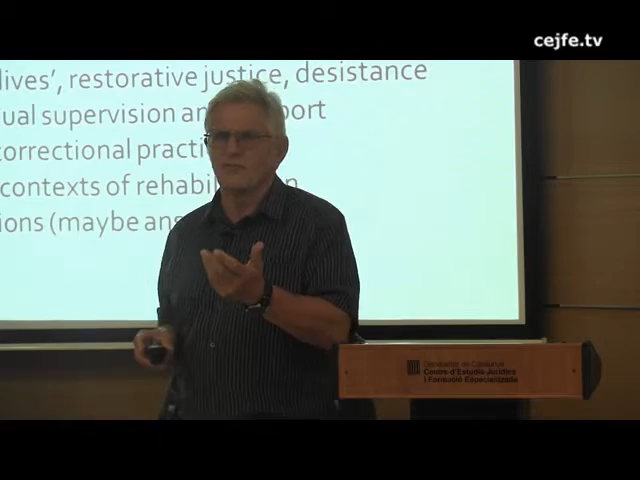 cejfe.tv
lives’, restorative justice, desistance
ual supervision an port
correctional practi
contexts of rehabil n
ions (maybe ans
Generalitat de Catalunya
Centre d'Estudis Jurídics
i Formació Especialitzada